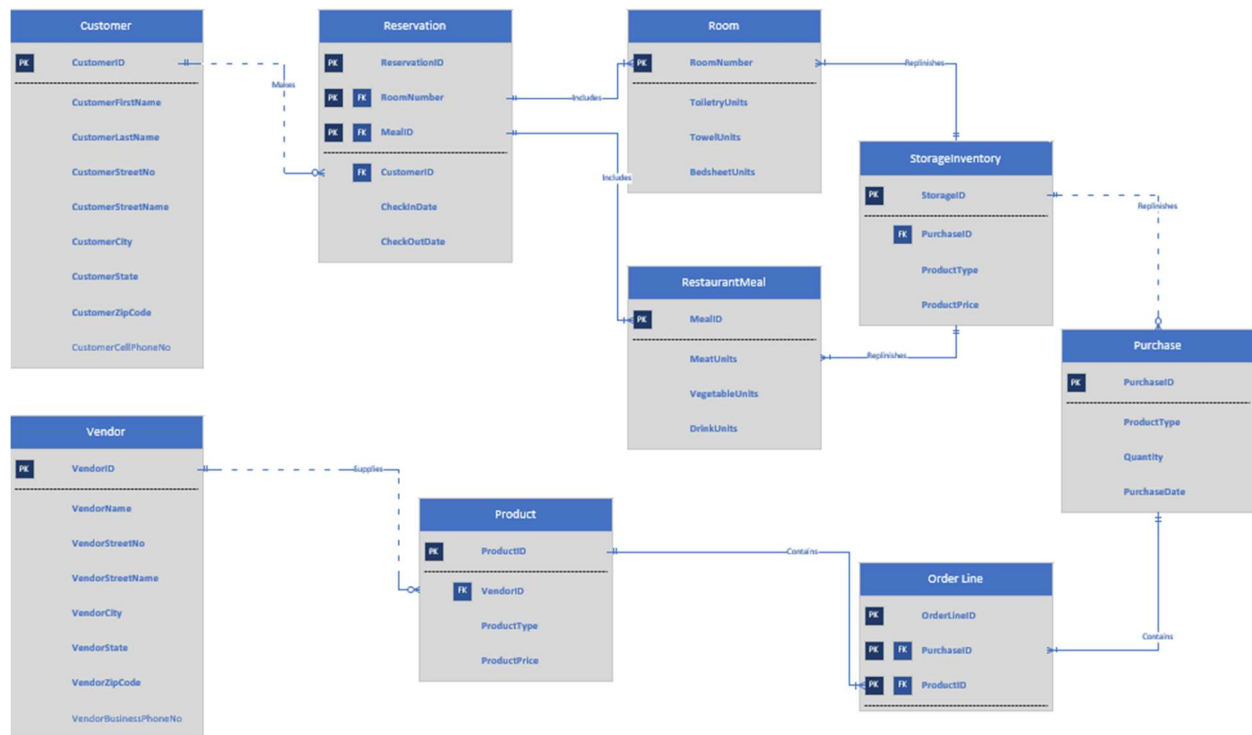 Customer
PK CustomerID
CustomerFirstName
CustomerLastName
CustomerStreetNo
CustomerStreetName
CustomerCity
CustomerState
CustomerZipCode
CustomerCellPhoneNo
Makes
Reservation
PK ReservationID
PK FK RoomNumber
PK FK MealID
FK CustomerID
CheckInDate
CheckOutDate
Includes
Includes
Room
PK RoomNumber
ToiletryUnits
TowelUnits
BedsheetUnits
Replinishes
StorageInventory
PK StorageID
FK PurchaseID
ProductType
ProductPrice
Replinishes
RestaurantMeal
PK MealID
MeatUnits
VegetableUnits
DrinkUnits
Replinishes
Purchase
PK PurchaseID
ProductType
Quantity
PurchaseDate
Contains
Vendor
PK VendorID
VendorName
VendorStreetNo
VendorStreetName
VendorCity
VendorState
VendorZipCode
VendorBusinessPhoneNo
Supplies
Product
PK ProductID
FK VendorID
ProductType
ProductPrice
Contains
Order Line
PK OrderLineID
PK FK PurchaseID
PK FK ProductID